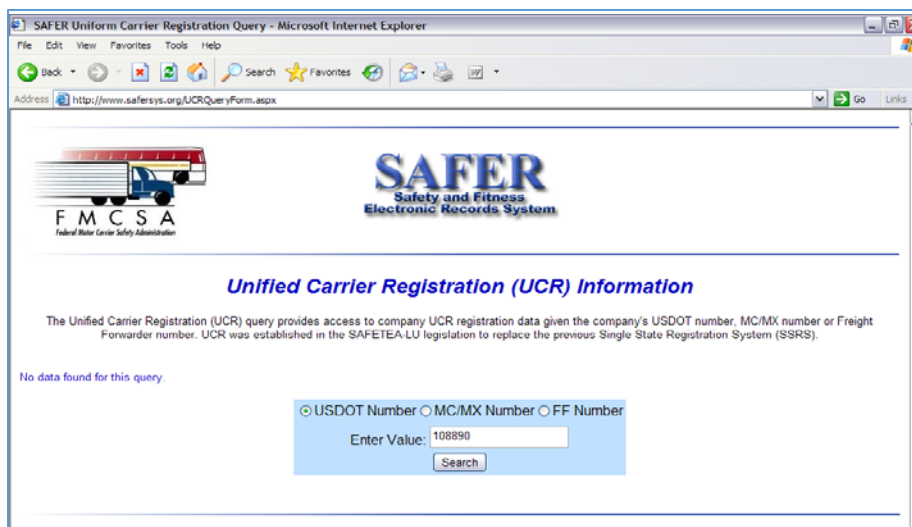 SAFER Uniform Carrier Registration Query - Microsoft Internet Explorer
File Edit View Favorites Tools Help
Back Search Favorites
Address http://www.safersys.org/UCRQueryForm.aspx Go Links
FMCSA
Federal Motor Carrier Safety Administration
SAFER
Safety and Fitness
Electronic Records System
Unified Carrier Registration (UCR) Information
The Unified Carrier Registration (UCR) query provides access to company UCR registration data given the company's USDOT number, MC/MX number or Freight
Forwarder number. UCR was established in the SAFETEA-LU legislation to replace the previous Single State Registration System (SSRS).
No data found for this query.
USDOT Number MC/MX Number FF Number
Enter Value: 108890
Search